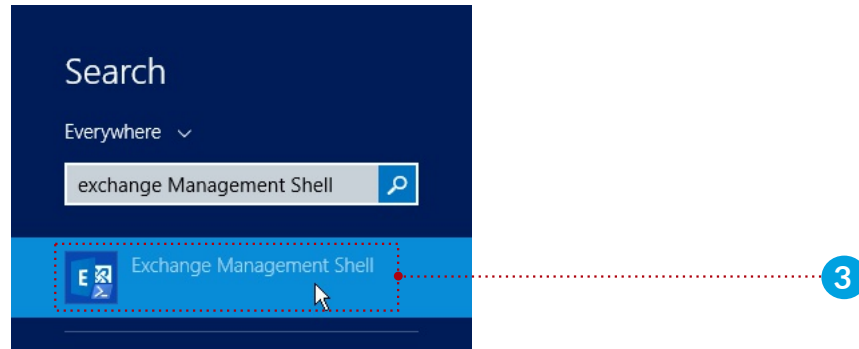 Search
Everywhere
exchange Management Shell
E
Exchange Management Shell
3